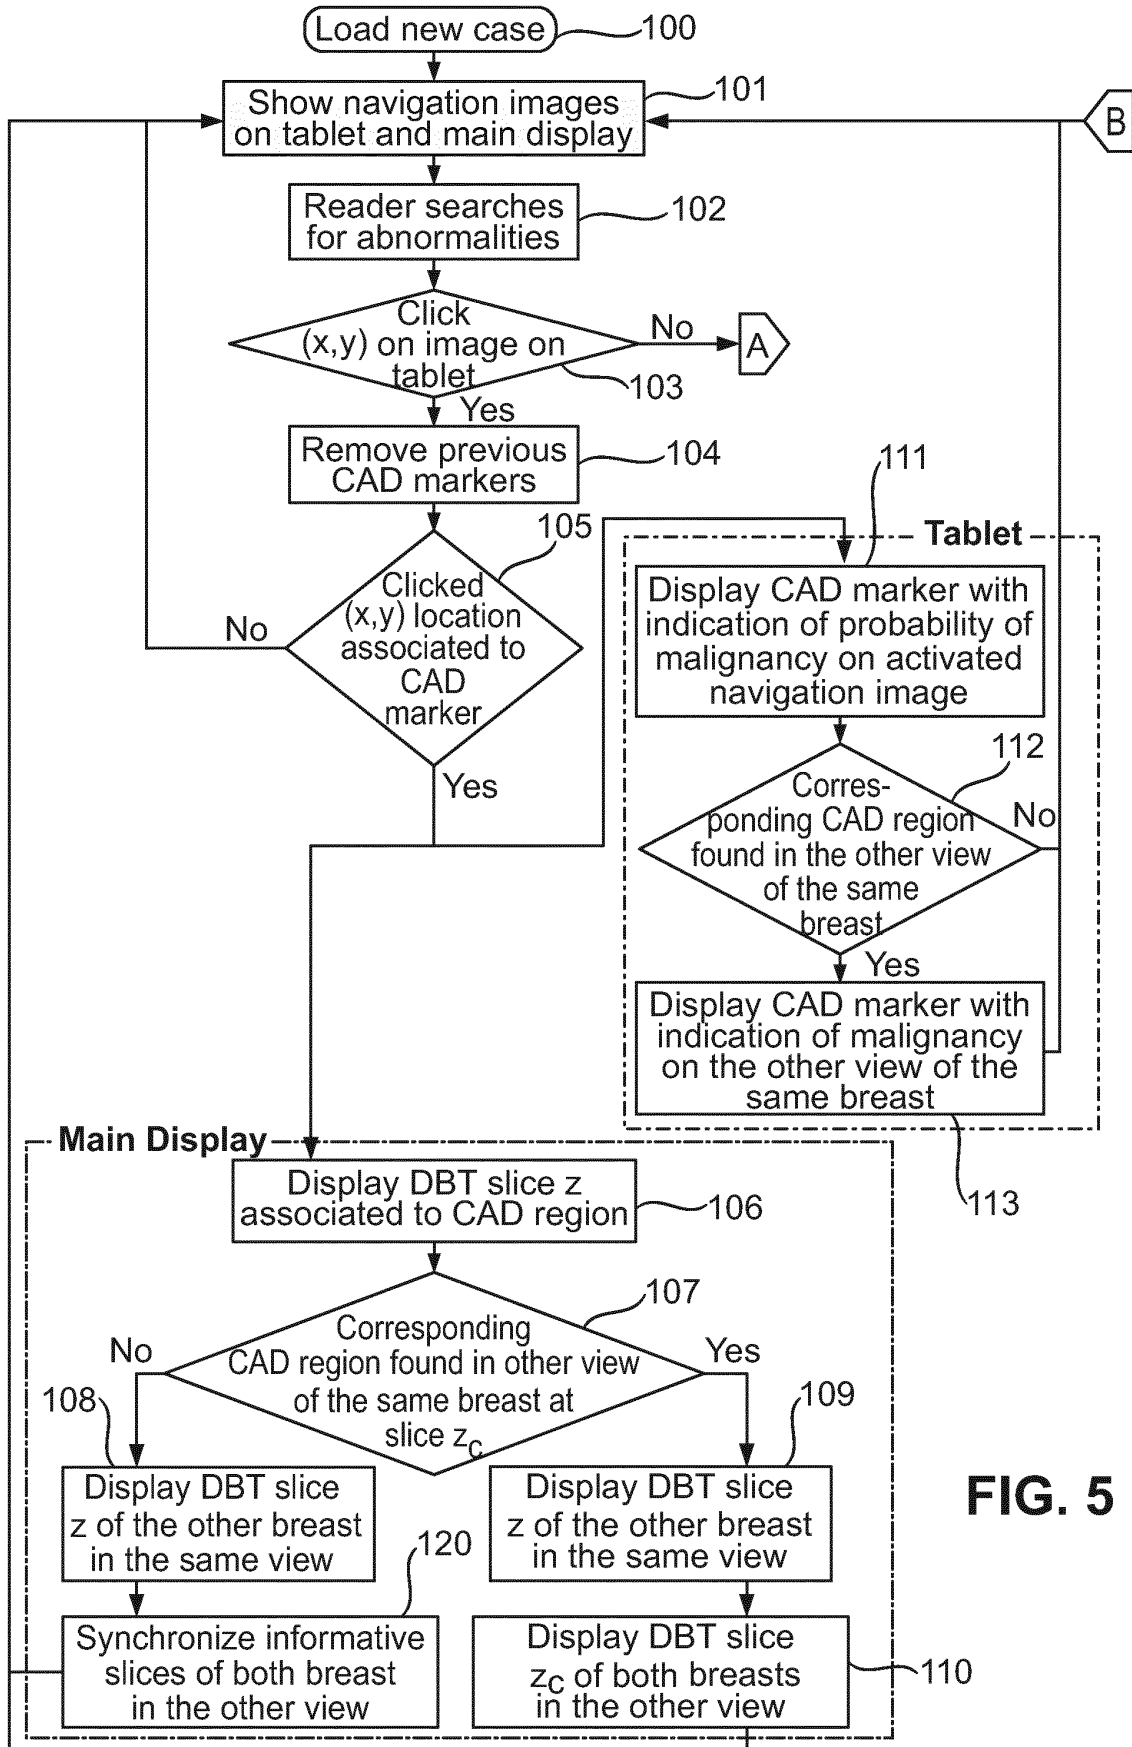 Load new case
100
Show navigation images
on tablet and main display
101
B
Reader searches
for abnormalities
102
Click
(x,y) on image on
tablet
103
No
A
Yes
Remove previous
CAD markers
104
105
Clicked
(x,y) location
associated to
CAD
marker
No
Yes
111
Tablet
Display CAD marker with
indication of probability of
malignancy on activated
navigation image
112
Corres-
ponding CAD region
found in the other view
of the same
breast
No
Yes
Display CAD marker with
indication of malignancy
on the other view of the
same breast
113
Main Display
Display DBT slice z
associated to CAD region
106
107
Corresponding
CAD region found in other view
of the same breast at
slice zc
No
Yes
108
Display DBT slice
z of the other breast
in the same view
109
Display DBT slice
z of the other breast
in the same view
120
Synchronize informative
slices of both breast
in the other view
Display DBT slice
zc of both breasts
in the other view
110
FIG. 5